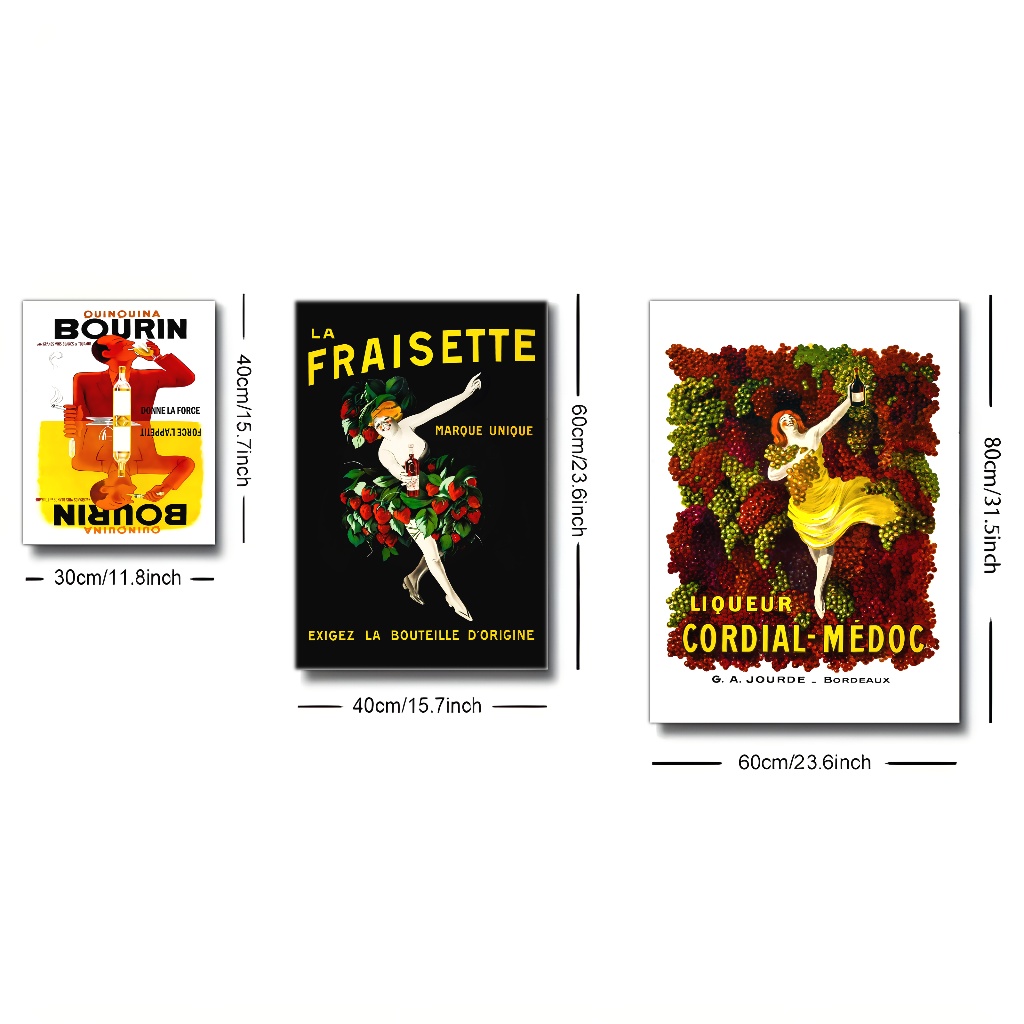 QUINQUINA
BOURIN
DONNE LA FORCE
FORCE L'APPETIT
BOURIN
QUINQUINA
40cm/15.7inch
30cm/11.8inch
LA
FRAISETTE
MARQUE UNIQUE
EXIGEZ LA BOUTEILLE D'ORIGINE
60cm/23.6inch
40cm/15.7inch
LIQUEUR
CORDIAL-MÉDOC
G. A. JOURDE _ BORDEAUX
80cm/31.5inch
60cm/23.6inch